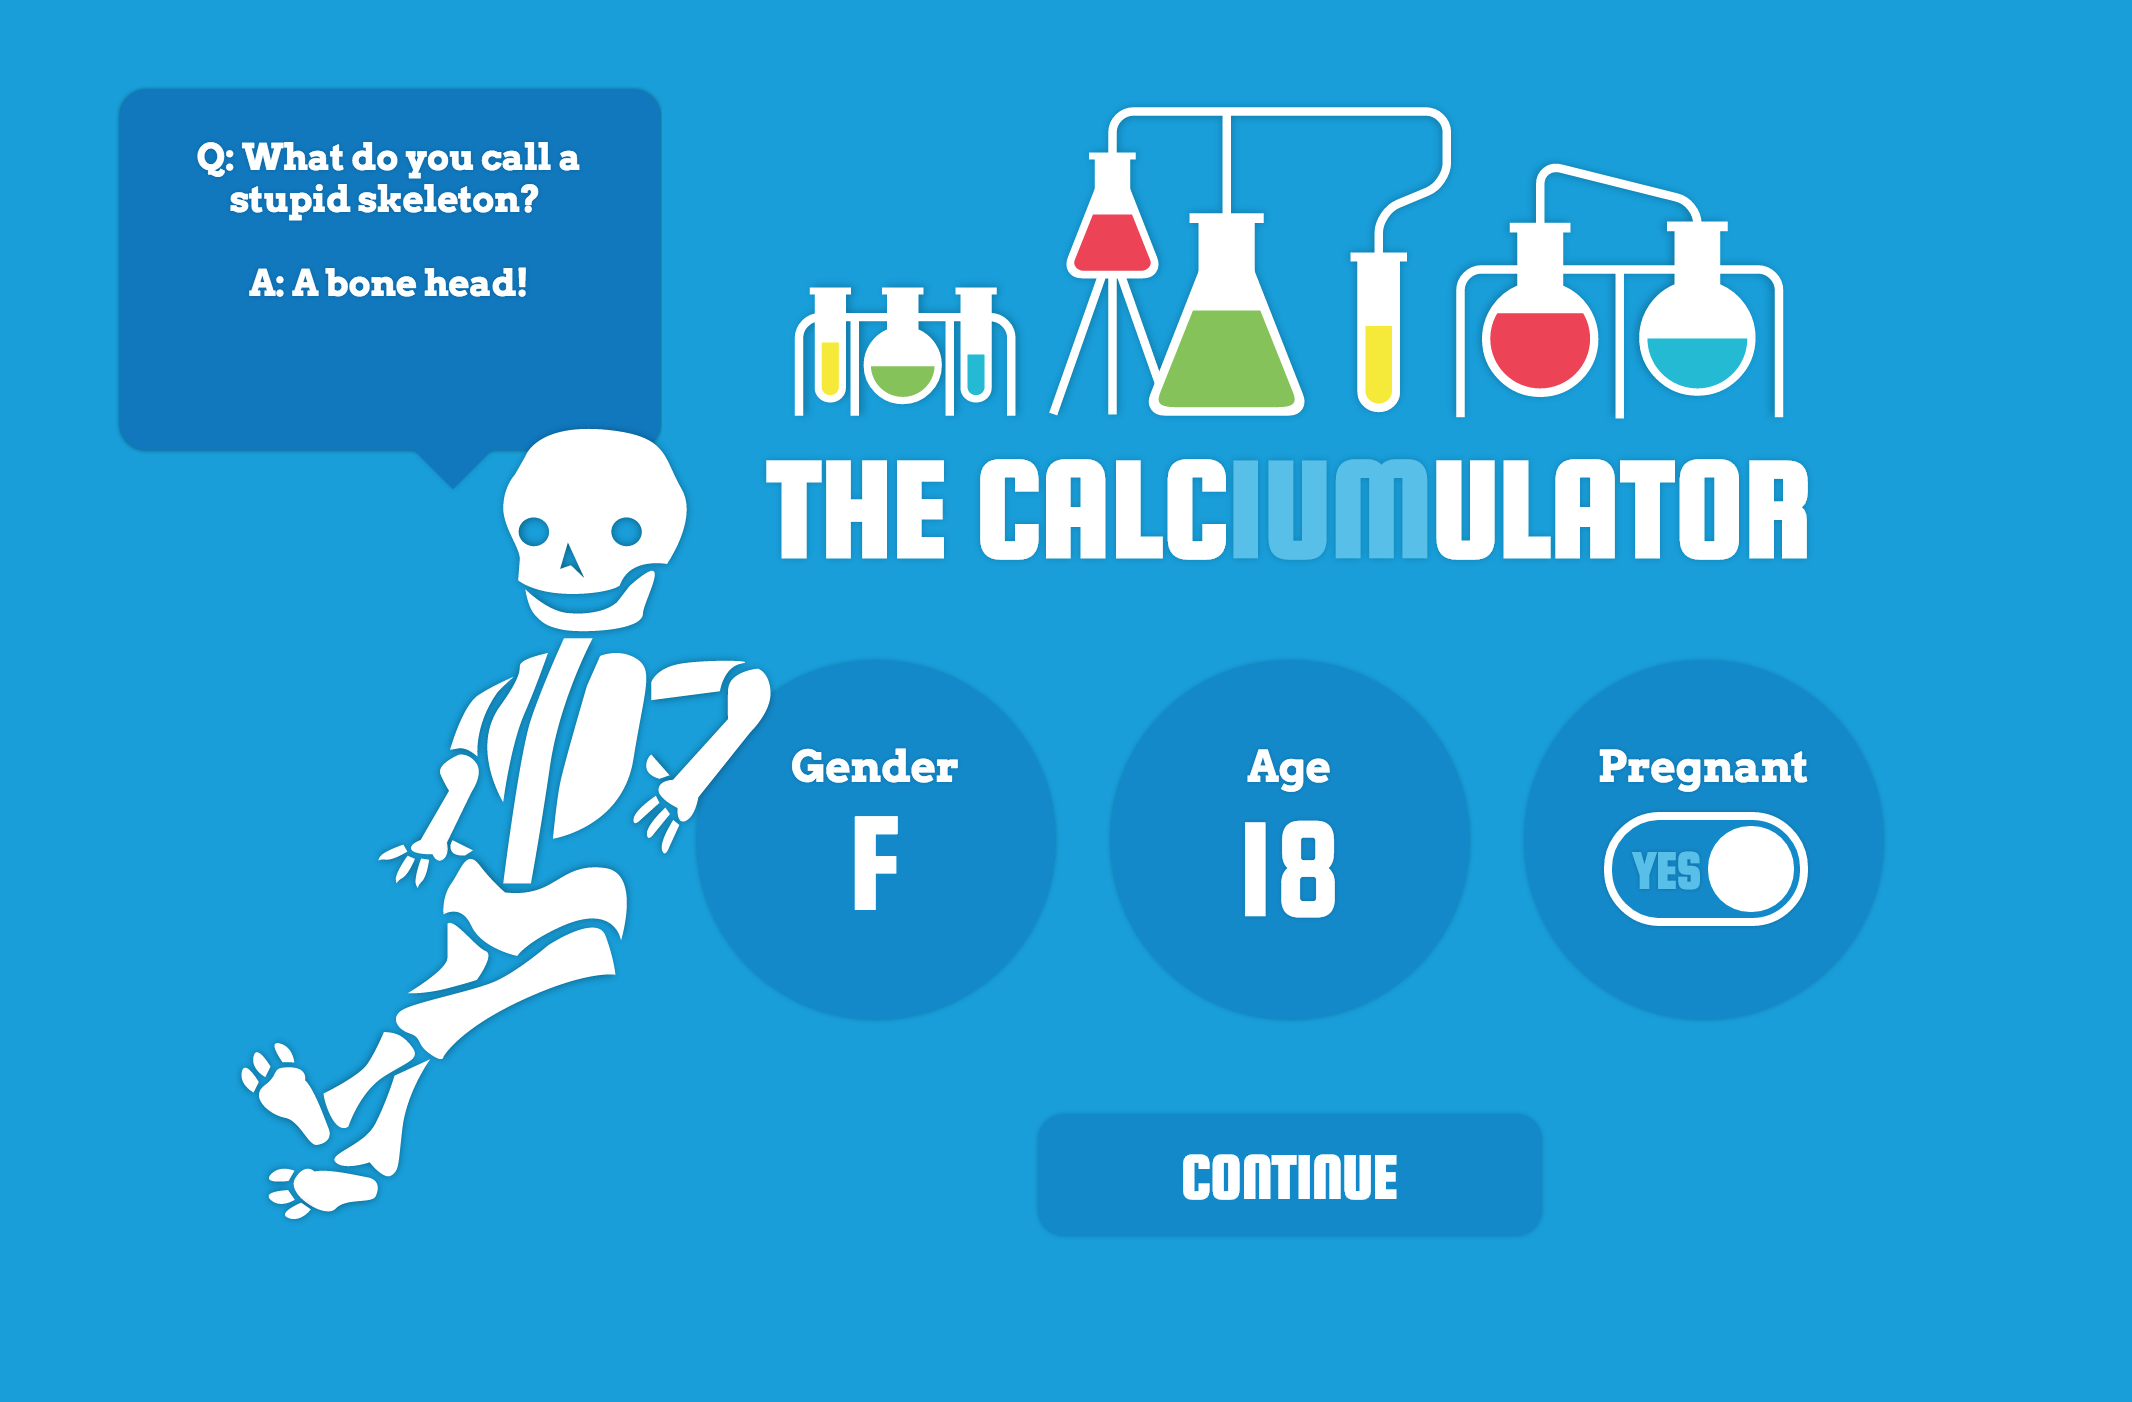 Q: What do you call a
stupid skeleton?
A: A bone head!
THE CALCIUMULATOR
Gender
F
Age
18
Pregnant
YES
CONTINUE